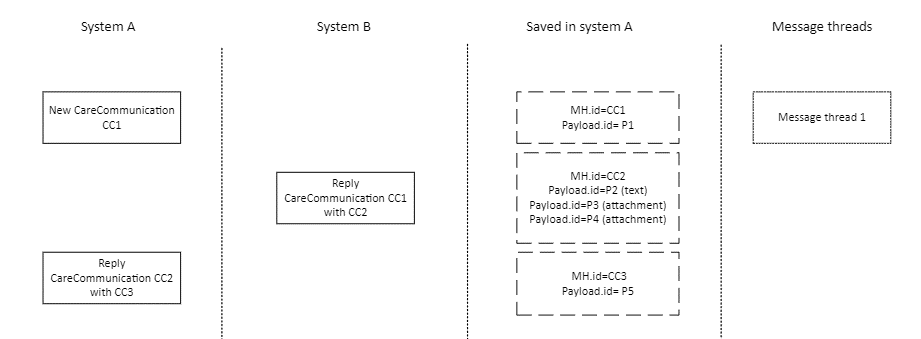 System A
System B
Saved in system A
Message threads
New CareCommunication
CC1
MH.id=CC1
Payload.id= P1
Message thread 1
Reply
CareCommunication CC1
with CC2
MH.id=CC2
Payload.id=P2 (text)
Payload.id=P3 (attachment)
Payload.id=P4 (attachment)
Reply
CareCommunication CC2
with CC3
MH.id=CC3
Payload.id= P5